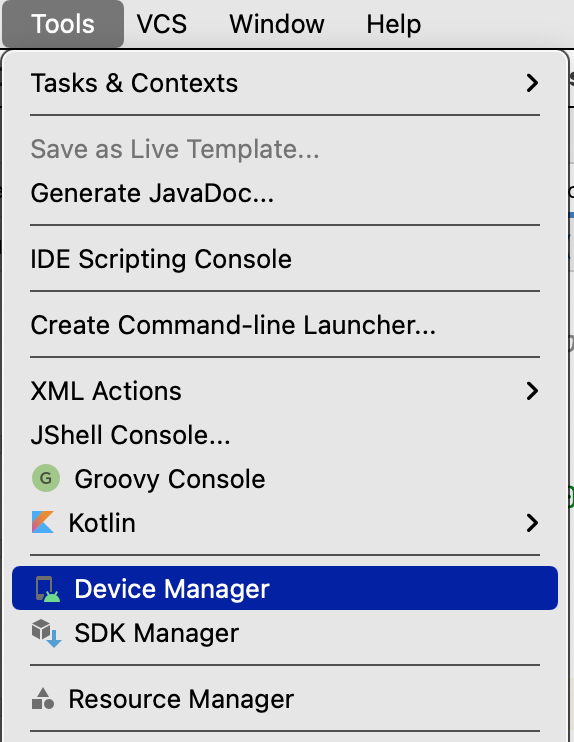 Tools VCS Window Help
Tasks & Contexts
Save as Live Template...
Generate JavaDoc...
IDE Scripting Console
Create Command-line Launcher...
XML Actions
JShell Console...
G Groovy Console
Kotlin
Device Manager
SDK Manager
Resource Manager